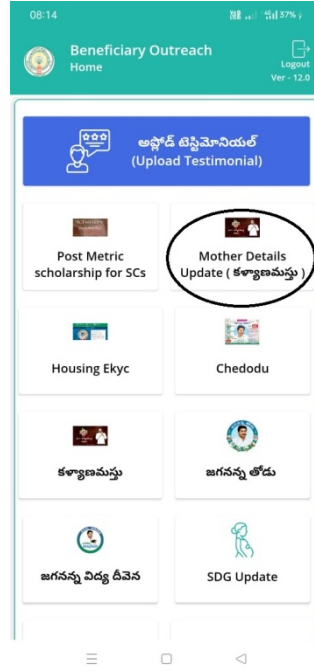 08:14
37%
Beneficiary Outreach
Home
Logout
Ver - 12.0
అప్లోడ్ టెస్టిమోనియల్
(Upload Testimonial)
Post Metric
scholarship for SCs
Mother Details
Update ( కళ్యాణమస్తు )
Housing Ekyc
Chedodu
కళ్యాణమస్తు
జగనన్న తోడు
జగనన్న విద్య దీవెన
SDG Update